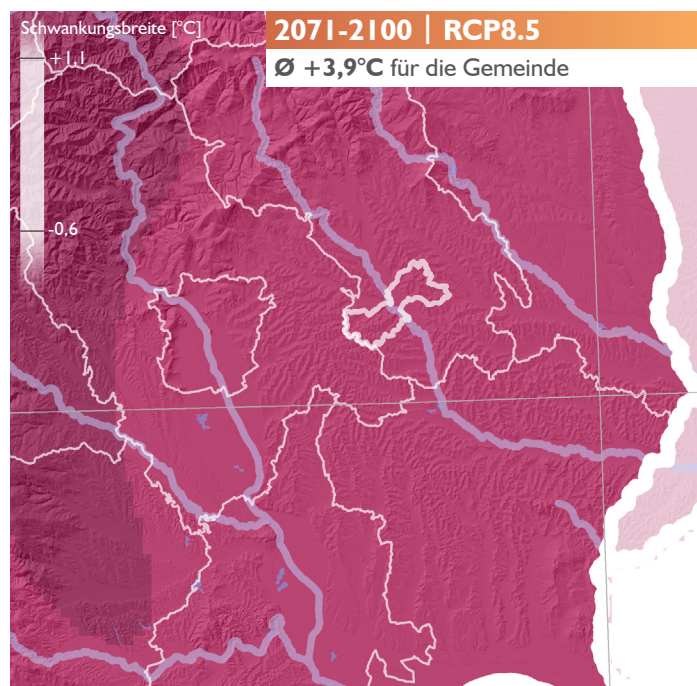 Schwankungsbreite [°C]
+1,1
-0,6
2071-2100 | RCP8.5
Ø +3,9°C für die Gemeinde